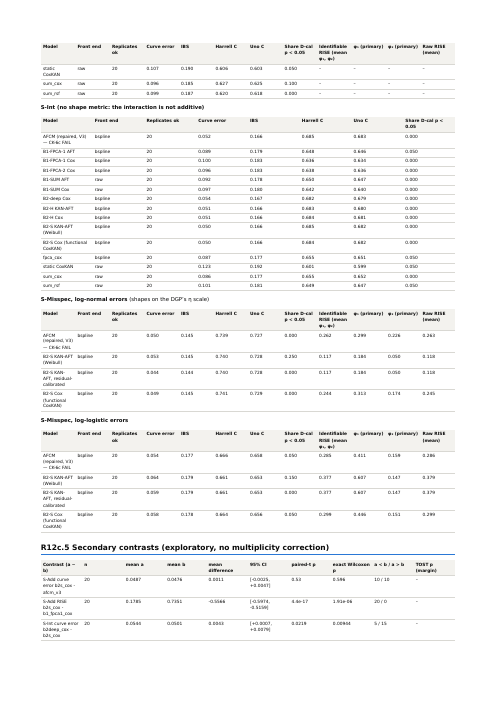 Model Front end Replicates ok Curve error IBS Harrell C Uno C Share D-cal p < 0.05 Identifiable RISE (mean φ₁, φ₂) φ₁ (primary) φ₂ (primary) Raw RISE (mean)
static CoxKAN raw 20 0.107 0.190 0.606 0.603 0.050 – – – –
sum_cox raw 20 0.096 0.185 0.627 0.625 0.100 – – – –
sum_rsf raw 20 0.099 0.187 0.620 0.618 0.000 – – – –
S-Int (no shape metric: the interaction is not additive)
Model Front end Replicates ok Curve error IBS Harrell C Uno C Share D-cal p < 0.05
AFCM (repaired, V3) — CK-6c FAIL bspline 20 0.052 0.166 0.685 0.683 0.000
B1-FPCA-1 AFT bspline 20 0.089 0.179 0.648 0.646 0.050
B1-FPCA-1 Cox bspline 20 0.100 0.183 0.636 0.634 0.000
B1-FPCA-2 Cox bspline 20 0.096 0.183 0.638 0.636 0.000
B1-SUM AFT raw 20 0.092 0.178 0.650 0.647 0.000
B1-SUM Cox raw 20 0.097 0.180 0.642 0.640 0.000
B2-deep Cox bspline 20 0.054 0.167 0.682 0.679 0.000
B2-H KAN-AFT bspline 20 0.051 0.166 0.683 0.680 0.000
B2-H Cox bspline 20 0.051 0.166 0.684 0.681 0.000
B2-S KAN-AFT (Weibull) bspline 20 0.050 0.166 0.685 0.682 0.000
B2-S Cox (functional CoxKAN) bspline 20 0.050 0.166 0.684 0.682 0.000
fpca_cox bspline 20 0.087 0.177 0.655 0.651 0.050
static CoxKAN raw 20 0.123 0.192 0.601 0.599 0.050
sum_cox raw 20 0.086 0.177 0.655 0.652 0.000
sum_rsf raw 20 0.101 0.181 0.649 0.647 0.050
S-Misspec, log-normal errors (shapes on the DGP's η scale)
Model Front end Replicates ok Curve error IBS Harrell C Uno C Share D-cal p < 0.05 Identifiable RISE (mean φ₁, φ₂) φ₁ (primary) φ₂ (primary) Raw RISE (mean)
AFCM (repaired, V3) — CK-6c FAIL bspline 20 0.050 0.145 0.739 0.727 0.000 0.262 0.299 0.226 0.263
B2-S KAN-AFT (Weibull) bspline 20 0.053 0.145 0.740 0.728 0.250 0.117 0.184 0.050 0.118
B2-S KAN-AFT, residual calibrated bspline 20 0.044 0.144 0.740 0.728 0.000 0.117 0.184 0.050 0.118
B2-S Cox (functional CoxKAN) bspline 20 0.049 0.145 0.741 0.729 0.000 0.244 0.313 0.174 0.245
S-Misspec, log-logistic errors
Model Front end Replicates ok Curve error IBS Harrell C Uno C Share D-cal p < 0.05 Identifiable RISE (mean φ₁, φ₂) φ₁ (primary) φ₂ (primary) Raw RISE (mean)
AFCM (repaired, V3) — CK-6c FAIL bspline 20 0.054 0.177 0.666 0.658 0.050 0.285 0.411 0.159 0.286
B2-S KAN-AFT (Weibull) bspline 20 0.064 0.179 0.661 0.653 0.150 0.377 0.607 0.147 0.379
B2-S KAN-AFT, residual calibrated bspline 20 0.059 0.179 0.661 0.653 0.000 0.377 0.607 0.147 0.379
B2-S Cox (functional CoxKAN) bspline 20 0.058 0.178 0.664 0.656 0.050 0.299 0.446 0.151 0.299
R12c.5 Secondary contrasts (exploratory, no multiplicity correction)
Contrast (a − b) n mean a mean b mean difference 95% CI paired-t p exact Wilcoxon p a < b / a > b TOST p (margin)
S-Add curve error b2s_cox - afcm_v3 20 0.0487 0.0476 0.0011 [-0.0025, +0.0047] 0.53 0.596 10 / 10 –
S-Add RISE b2s_cox - b1_fpca1_cox 20 0.1785 0.7351 -0.5566 [-0.5974, -0.5159] 4.4e-17 1.91e-06 20 / 0 –
S-Int curve error b2deep_cox - b2s_cox 20 0.0544 0.0501 0.0043 [+0.0007, +0.0079] 0.0219 0.00944 5 / 15 –